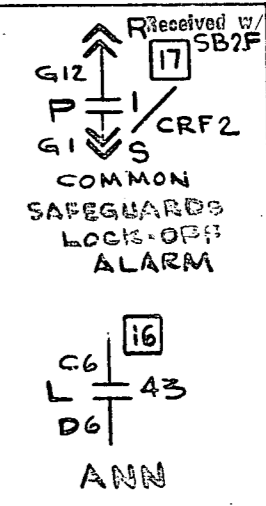 R Received w/
SB2F
17
G12
P 1
CRF2
G1
S
COMMON
SAFEGUARDS
LOCK-OFF
ALARM
16
C6
L 43
D6
ANN